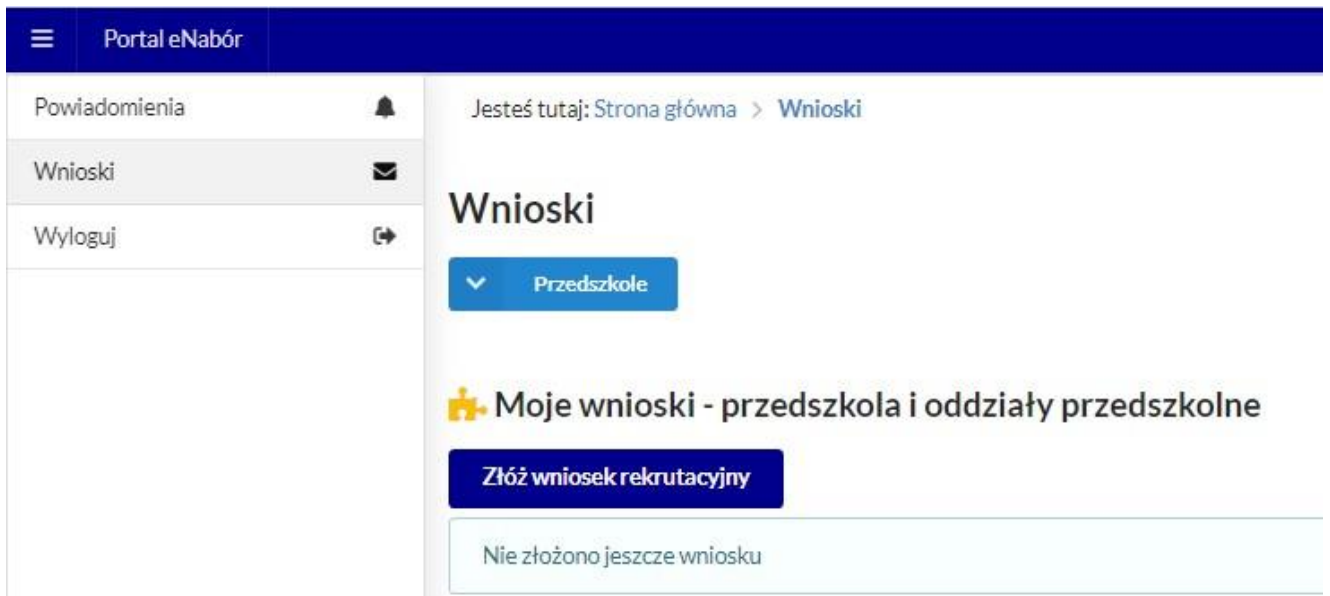 Portal eNabór
Powiadomienia
Wnioski
Wyloguj
Jesteś tutaj: Strona główna > Wnioski
Wnioski
Przedszkole
Moje wnioski - przedszkola i oddziały przedszkolne
Złóż wniosek rekrutacyjny
Nie złożono jeszcze wniosku